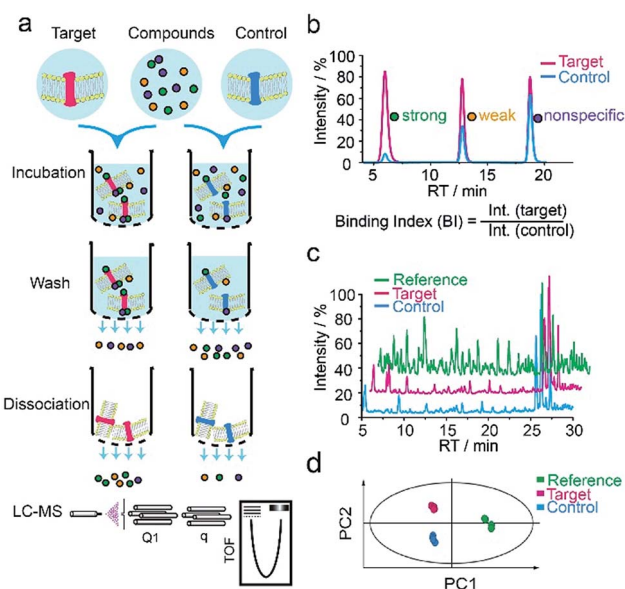 a
Target Compounds Control
Incubation
Wash
Dissociation
LC-MS
Q1 q TOF
b
Intensity / %
100
80
60
40
20
0
Target
Control
strong weak nonspecific
5 10 15 20
RT / min
Binding Index (BI) = Int. (target)
Int. (control)
c
Intensity / %
100
80
60
40
20
0
Reference
Target
Control
5 10 15 20 25 30
RT / min
d
PC2
Reference
Target
Control
PC1